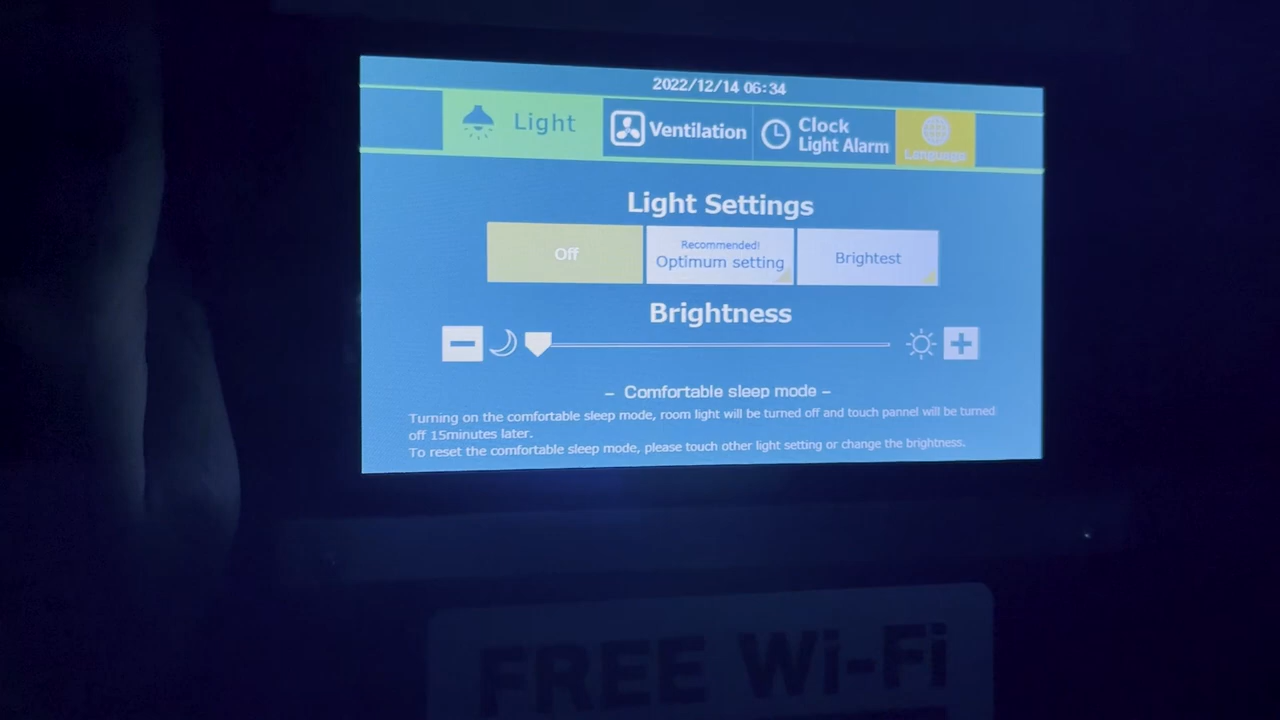 2022/12/14 06:34
Light
Ventilation
Clock
Light Alarm
Language
Light Settings
Off
Recommended!
Optimum setting
Brightest
Brightness
– Comfortable sleep mode –
Turning on the comfortable sleep mode, room light will be turned off and touch pannel will be turned
off 15minutes later.
To reset the comfortable sleep mode, please touch other light setting or change the brightness.
FREE Wi-Fi